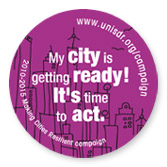 www.unisdr.org/campaign
My city is
getting ready!
It's time
to act.
2010-2015 Making Cities Resilient campaign